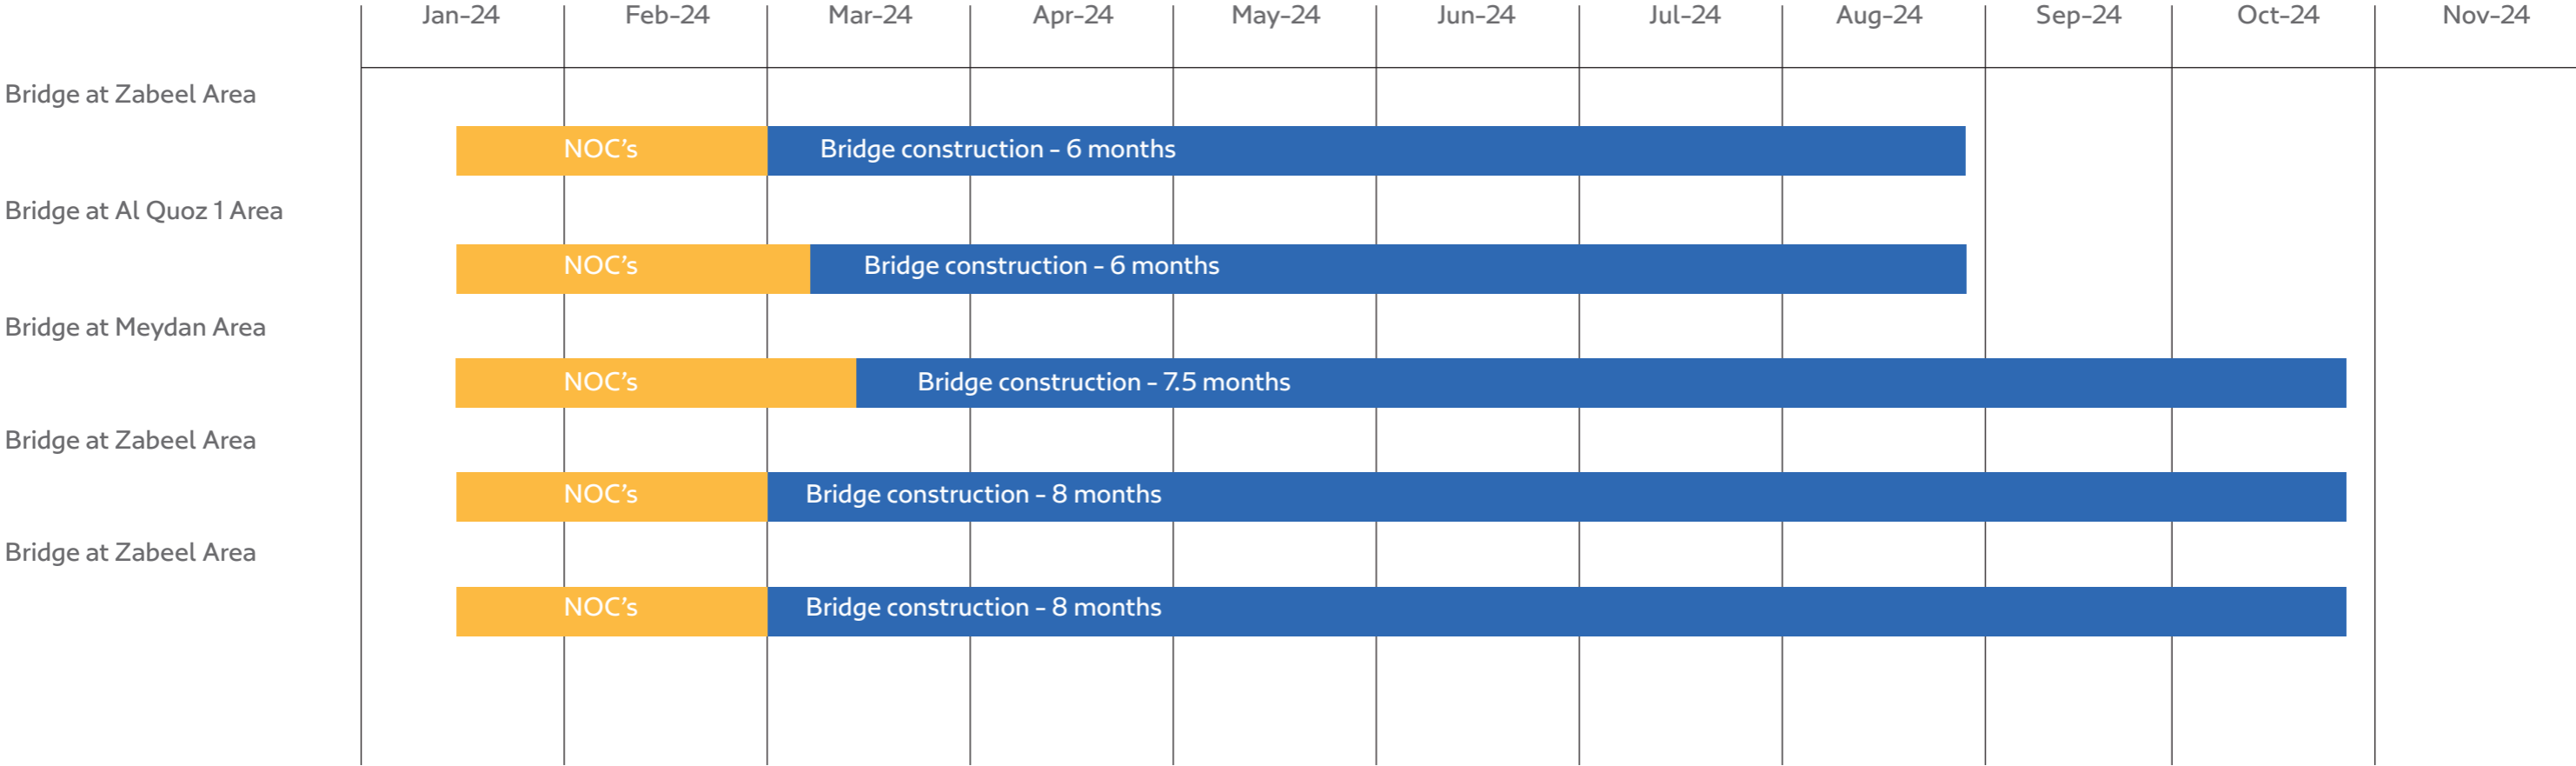 Jan-24 Feb-24 Mar-24 Apr-24 May-24 Jun-24 Jul-24 Aug-24 Sep-24 Oct-24 Nov-24
Bridge at Zabeel Area
NOC's Bridge construction - 6 months
Bridge at Al Quoz 1 Area
NOC's Bridge construction - 6 months
Bridge at Meydan Area
NOC's Bridge construction - 7.5 months
Bridge at Zabeel Area
NOC's Bridge construction - 8 months
Bridge at Zabeel Area
NOC's Bridge construction - 8 months